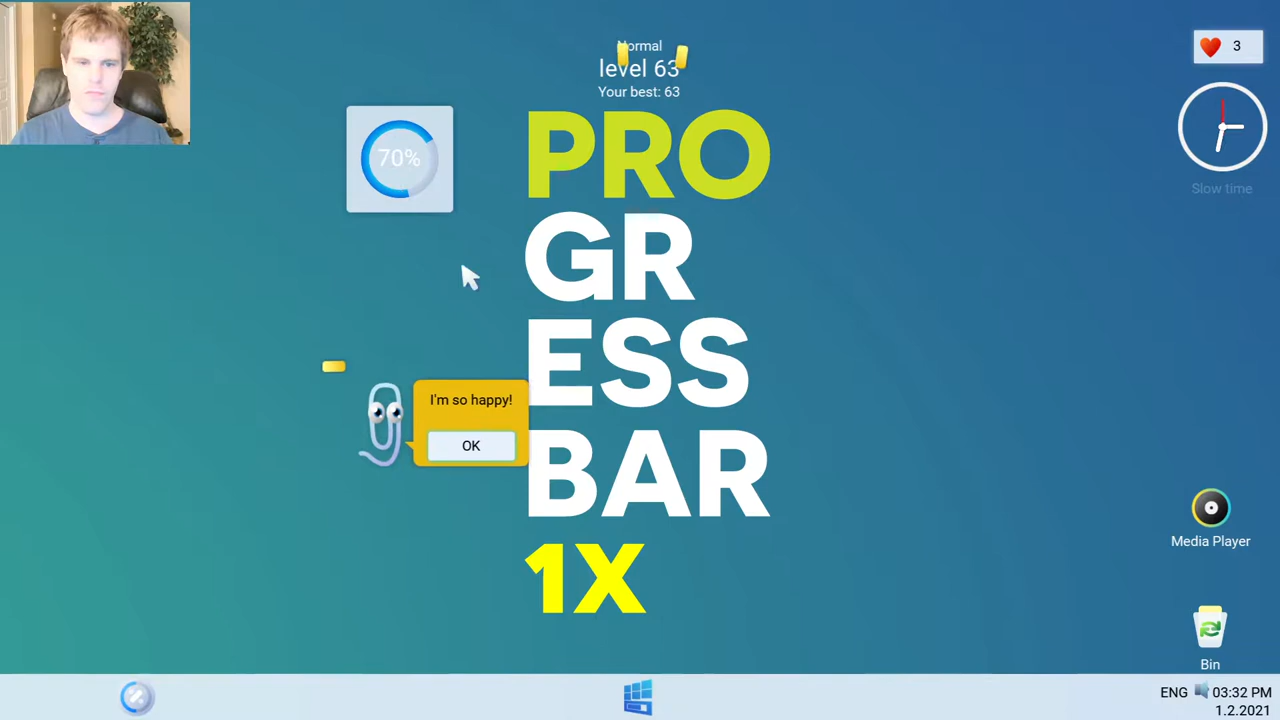 Normal
level 63
Your best: 63
3
70%
PRO
GR
ESS
BAR
1X
Slow time
I'm so happy!
OK
Media Player
Bin
ENG 03:32 PM
1.2.2021